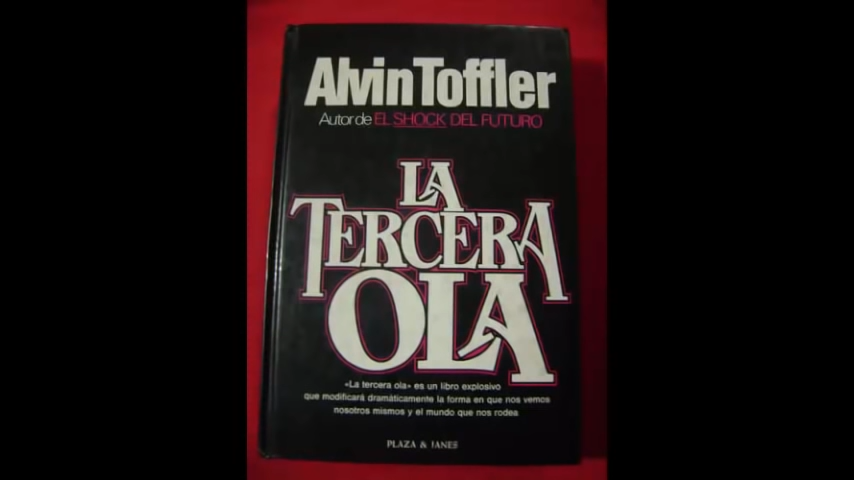 Alvin Toffler
Autor de EL SHOCK DEL FUTURO
LA
TERCERA
OLA
«La tercera ola» es un libro explosivo
que modificará dramáticamente la forma en que nos vemos
nosotros mismos y el mundo que nos rodea
PLAZA & JANES